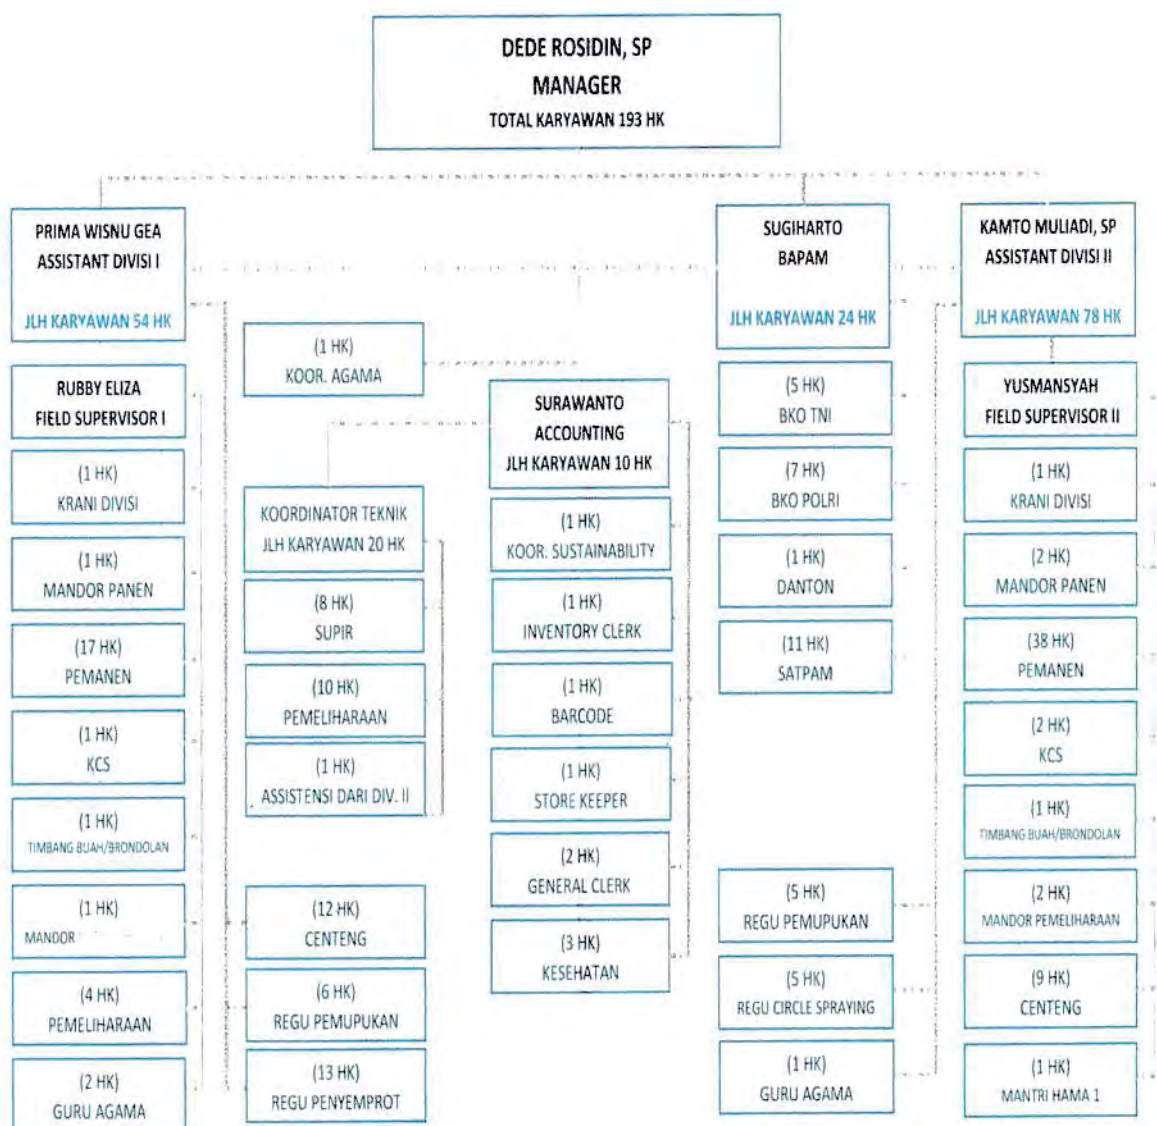 DEDE ROSIDIN, SP
MANAGER
TOTAL KARYAWAN 193 HK
PRIMA WISNU GEA
ASSISTANT DIVISI I
JLH KARYAWAN 54 HK
RUBBY ELIZA
FIELD SUPERVISOR I
(1 HK)
KRANI DIVISI
(1 HK)
MANDOR PANEN
(17 HK)
PEMANEN
(1 HK)
KCS
(1 HK)
TIMBANG BUAH/BRONDOLAN
(1 HK)
MANDOR
(4 HK)
PEMELIHARAAN
(2 HK)
GURU AGAMA
(1 HK)
KOOR. AGAMA
KOORDINATOR TEKNIK
JLH KARYAWAN 20 HK
(8 HK)
SUPIR
(10 HK)
PEMELIHARAAN
(1 HK)
ASSISTENSI DARI DIV. II
(12 HK)
CENTENG
(6 HK)
REGU PEMUPUKAN
(13 HK)
REGU PENYEMPROT
SURAWANTO
ACCOUNTING
JLH KARYAWAN 10 HK
(1 HK)
KOOR. SUSTAINABILITY
(1 HK)
INVENTORY CLERK
(1 HK)
BARCODE
(1 HK)
STORE KEEPER
(2 HK)
GENERAL CLERK
(3 HK)
KESEHATAN
SUGIHARTO
BAPAM
JLH KARYAWAN 24 HK
(5 HK)
BKO TNI
(7 HK)
BKO POLRI
(1 HK)
DANTON
(11 HK)
SATPAM
(5 HK)
REGU PEMUPUKAN
(5 HK)
REGU CIRCLE SPRAYING
(1 HK)
GURU AGAMA
KAMTO MULIADI, SP
ASSISTANT DIVISI II
JLH KARYAWAN 78 HK
YUSMANSYAH
FIELD SUPERVISOR II
(1 HK)
KRANI DIVISI
(2 HK)
MANDOR PANEN
(38 HK)
PEMANEN
(2 HK)
KCS
(1 HK)
TIMBANG BUAH/BRONDOLAN
(2 HK)
MANDOR PEMELIHARAAN
(9 HK)
CENTENG
(1 HK)
MANTRI HAMA 1